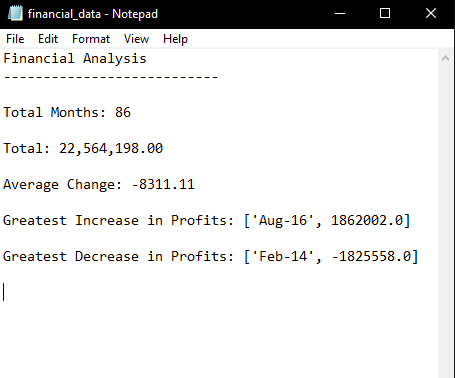 financial_data - Notepad
File Edit Format View Help
Financial Analysis
---------------------------
Total Months: 86
Total: 22,564,198.00
Average Change: -8311.11
Greatest Increase in Profits: ['Aug-16', 1862002.0]
Greatest Decrease in Profits: ['Feb-14', -1825558.0]